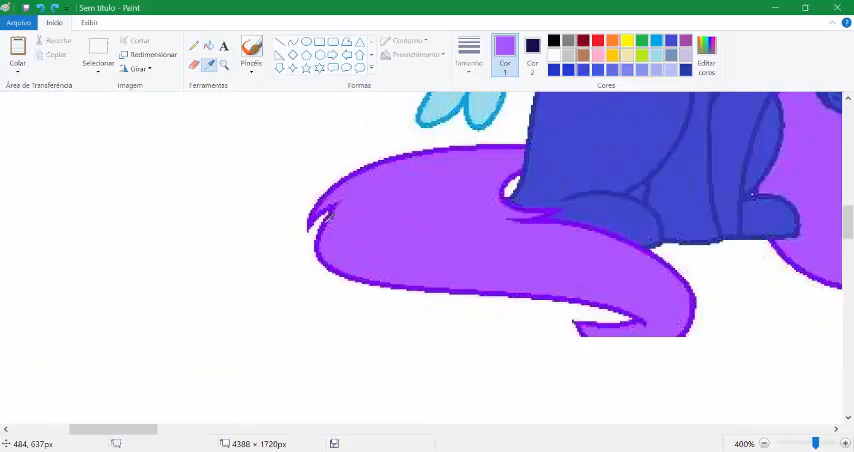 Sem título - Paint
Arquivo Início Exibir
Colar
Recortar
Copiar
Área de Transferência
Selecionar
Cortar
Redimensionar
Girar
Imagem
A
Ferramentas
Pincéis
Contorno
Preenchimento
Formas
Tamanho
Cor
1
Cor
2
Editar
cores
Cores
484, 637px
4388 × 1720px
400%